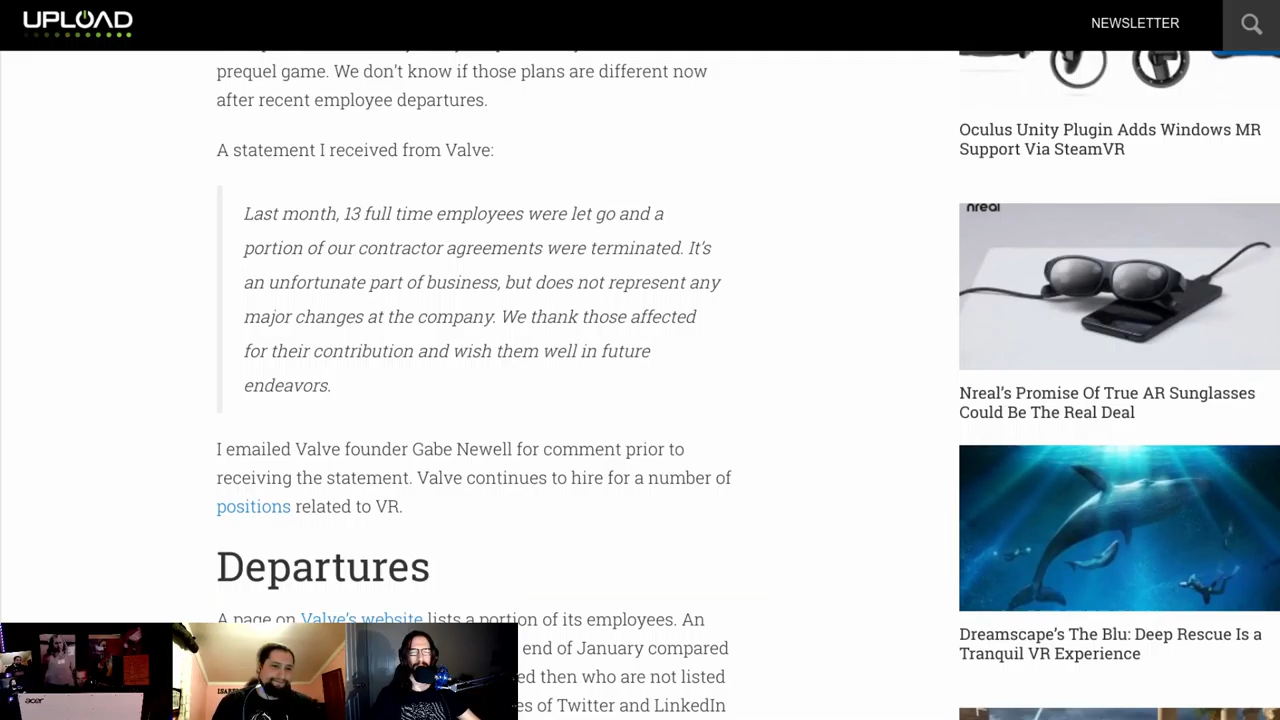 UPLOAD
NEWSLETTER
prequel game. We don't know if those plans are different now
after recent employee departures.
A statement I received from Valve:
Last month, 13 full time employees were let go and a
portion of our contractor agreements were terminated. It's
an unfortunate part of business, but does not represent any
major changes at the company. We thank those affected
for their contribution and wish them well in future
endeavors.
I emailed Valve founder Gabe Newell for comment prior to
receiving the statement. Valve continues to hire for a number of
positions related to VR.
Departures
A page on Valve's website lists a portion of its employees. An
end of January compared
ed then who are not listed
es of Twitter and LinkedIn
Oculus Unity Plugin Adds Windows MR
Support Via SteamVR
nreal
Nreal's Promise Of True AR Sunglasses
Could Be The Real Deal
Dreamscape's The Blu: Deep Rescue Is a
Tranquil VR Experience
acer